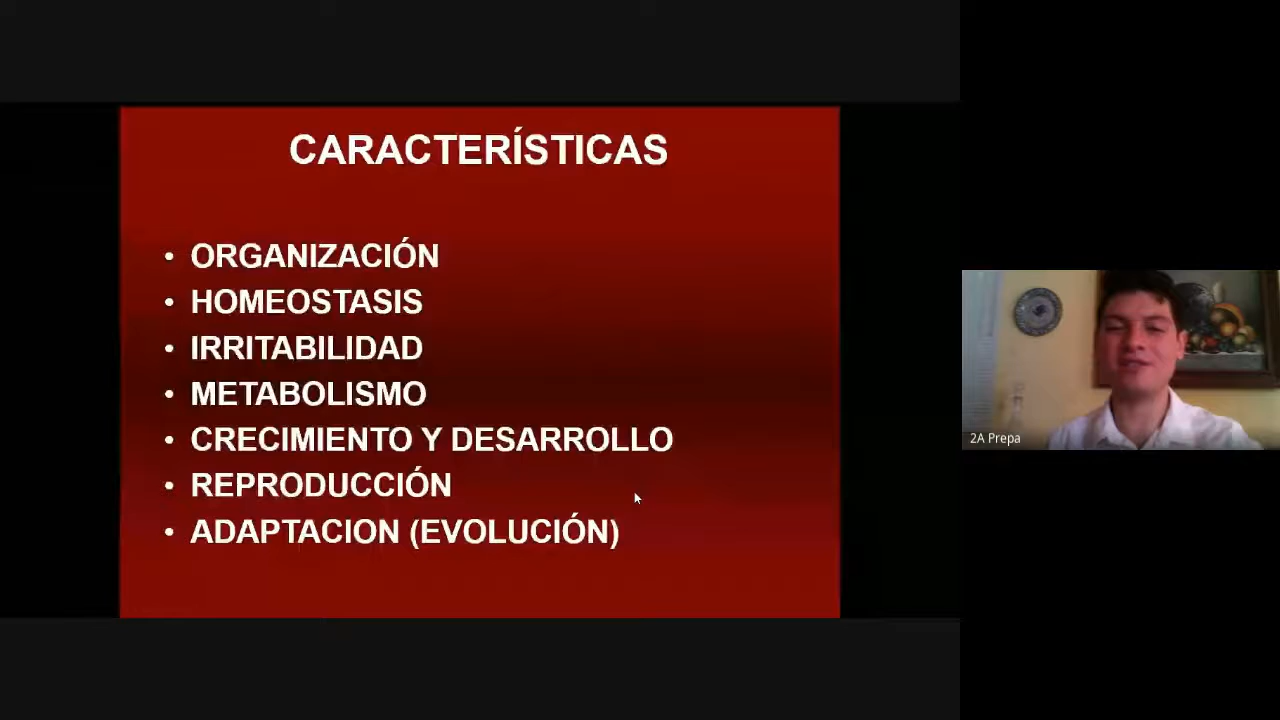 CARACTERÍSTICAS
• ORGANIZACIÓN
• HOMEOSTASIS
• IRRITABILIDAD
• METABOLISMO
• CRECIMIENTO Y DESARROLLO
• REPRODUCCIÓN
• ADAPTACION (EVOLUCIÓN)
2A Prepa